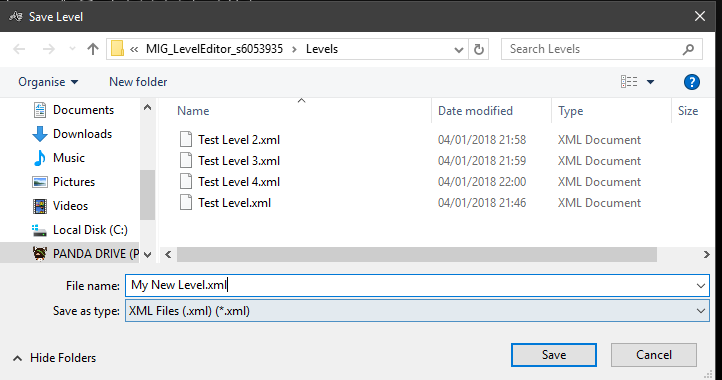 Save Level
« MIG_LevelEditor_s6053935 > Levels
Search Levels
Organise
New folder
Documents
Downloads
Music
Pictures
Videos
Local Disk (C:)
PANDA DRIVE (P
Name Date modified Type Size
Test Level 2.xml 04/01/2018 21:58 XML Document
Test Level 3.xml 04/01/2018 21:59 XML Document
Test Level 4.xml 04/01/2018 22:00 XML Document
Test Level.xml 04/01/2018 21:46 XML Document
File name: My New Level.xml
Save as type: XML Files (.xml) (*.xml)
Hide Folders
Save
Cancel